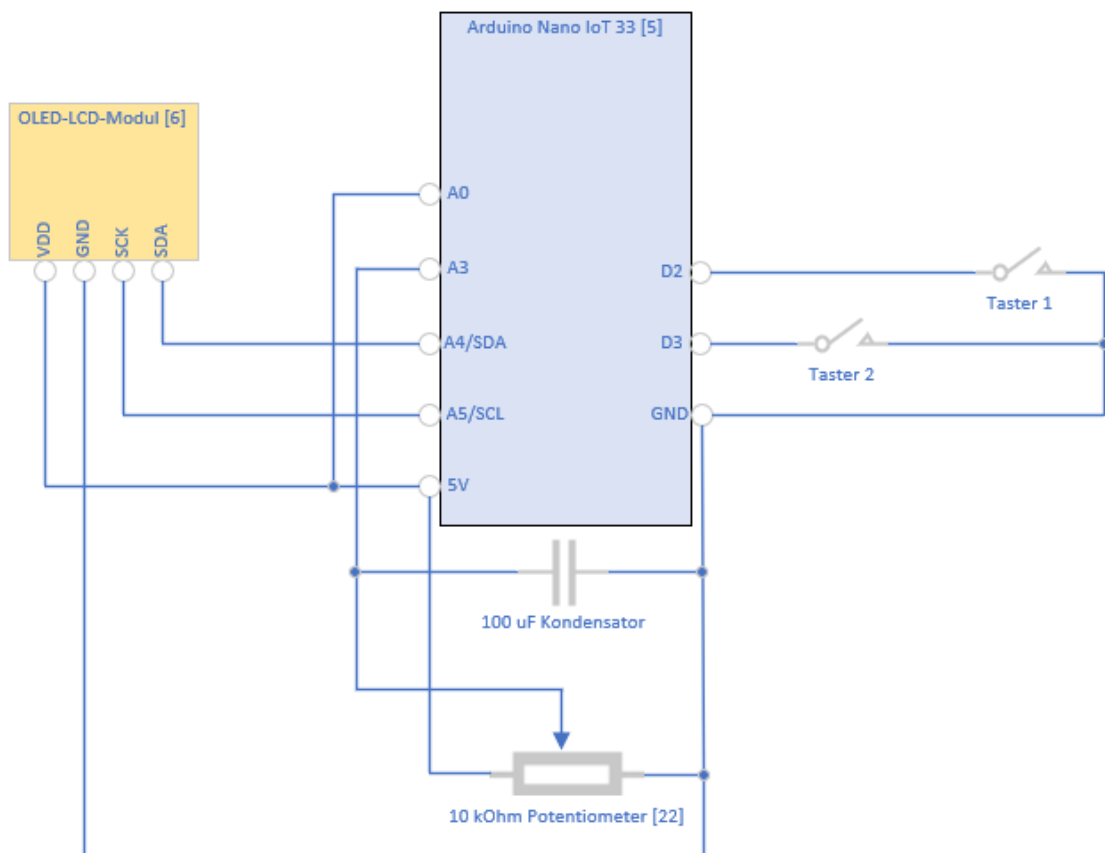 Arduino Nano IoT 33 [5]
OLED-LCD-Modul [6]
VDD
GND
SCK
SDA
A0
A3
A4/SDA
A5/SCL
5V
D2
D3
GND
Taster 1
Taster 2
100 uF Kondensator
10 kOhm Potentiometer [22]